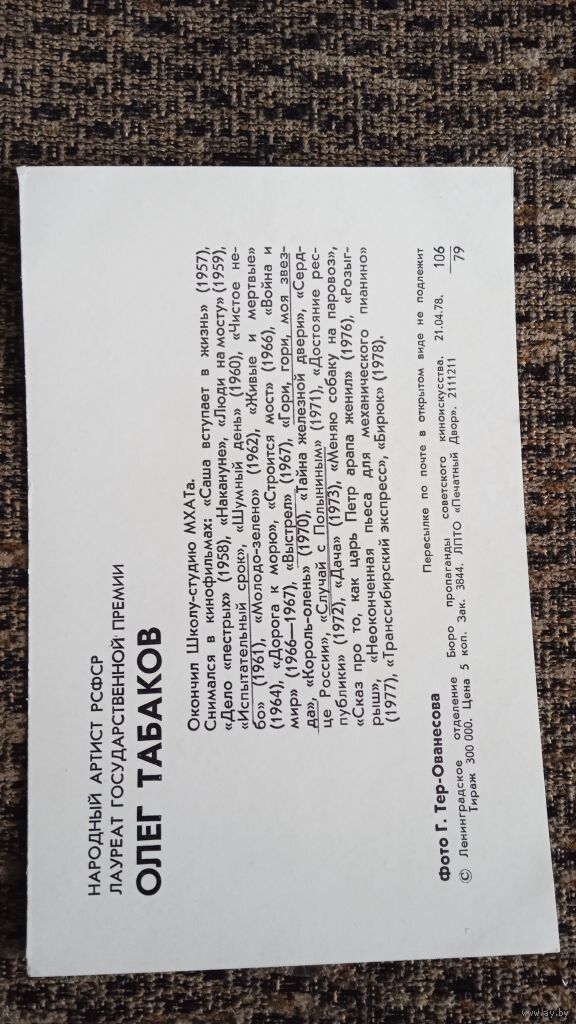 НАРОДНЫЙ АРТИСТ РСФСР
ЛАУРЕАТ ГОСУДАРСТВЕННОЙ ПРЕМИИ
ОЛЕГ ТАБАКОВ
Окончил Школу-студию МХАТа.
Снимался в кинофильмах: «Саша вступает в жизнь» (1957),
«Дело «пестрых» (1958), «Накануне», «Люди на мосту» (1959),
«Испытательный срок», «Шумный день» (1960), «Чистое не-
бо» (1961), «Молодо-зелено» (1962), «Живые и мертвые»
(1964), «Дорога к морю», «Строится мост» (1966), «Война и
мир» (1966—1967), «Выстрел» (1967), «Гори, гори, моя звез-
да», «Король-олень» (1970), «Тайна железной двери», «Серд-
це России», «Случай с Полыниным» (1971), «Достояние рес-
публики» (1972), «Дача» (1973), «Меняю собаку на паровоз»,
«Сказ про то, как царь Петр арапа женил» (1976), «Розыг-
рыш», «Неоконченная пьеса для механического пианино»
(1977), «Транссибирский экспресс», «Бирюк» (1978).
Пересылке по почте в открытом виде не подлежит
Фото Г. Тер-Ованесова
© Ленинградское отделение Бюро пропаганды советского киноискусства. 21.04.78. 106
Тираж 300 000. Цена 5 коп. Зак. 3844. ЛПТО «Печатный Двор». 2111211 79
www.ay.by